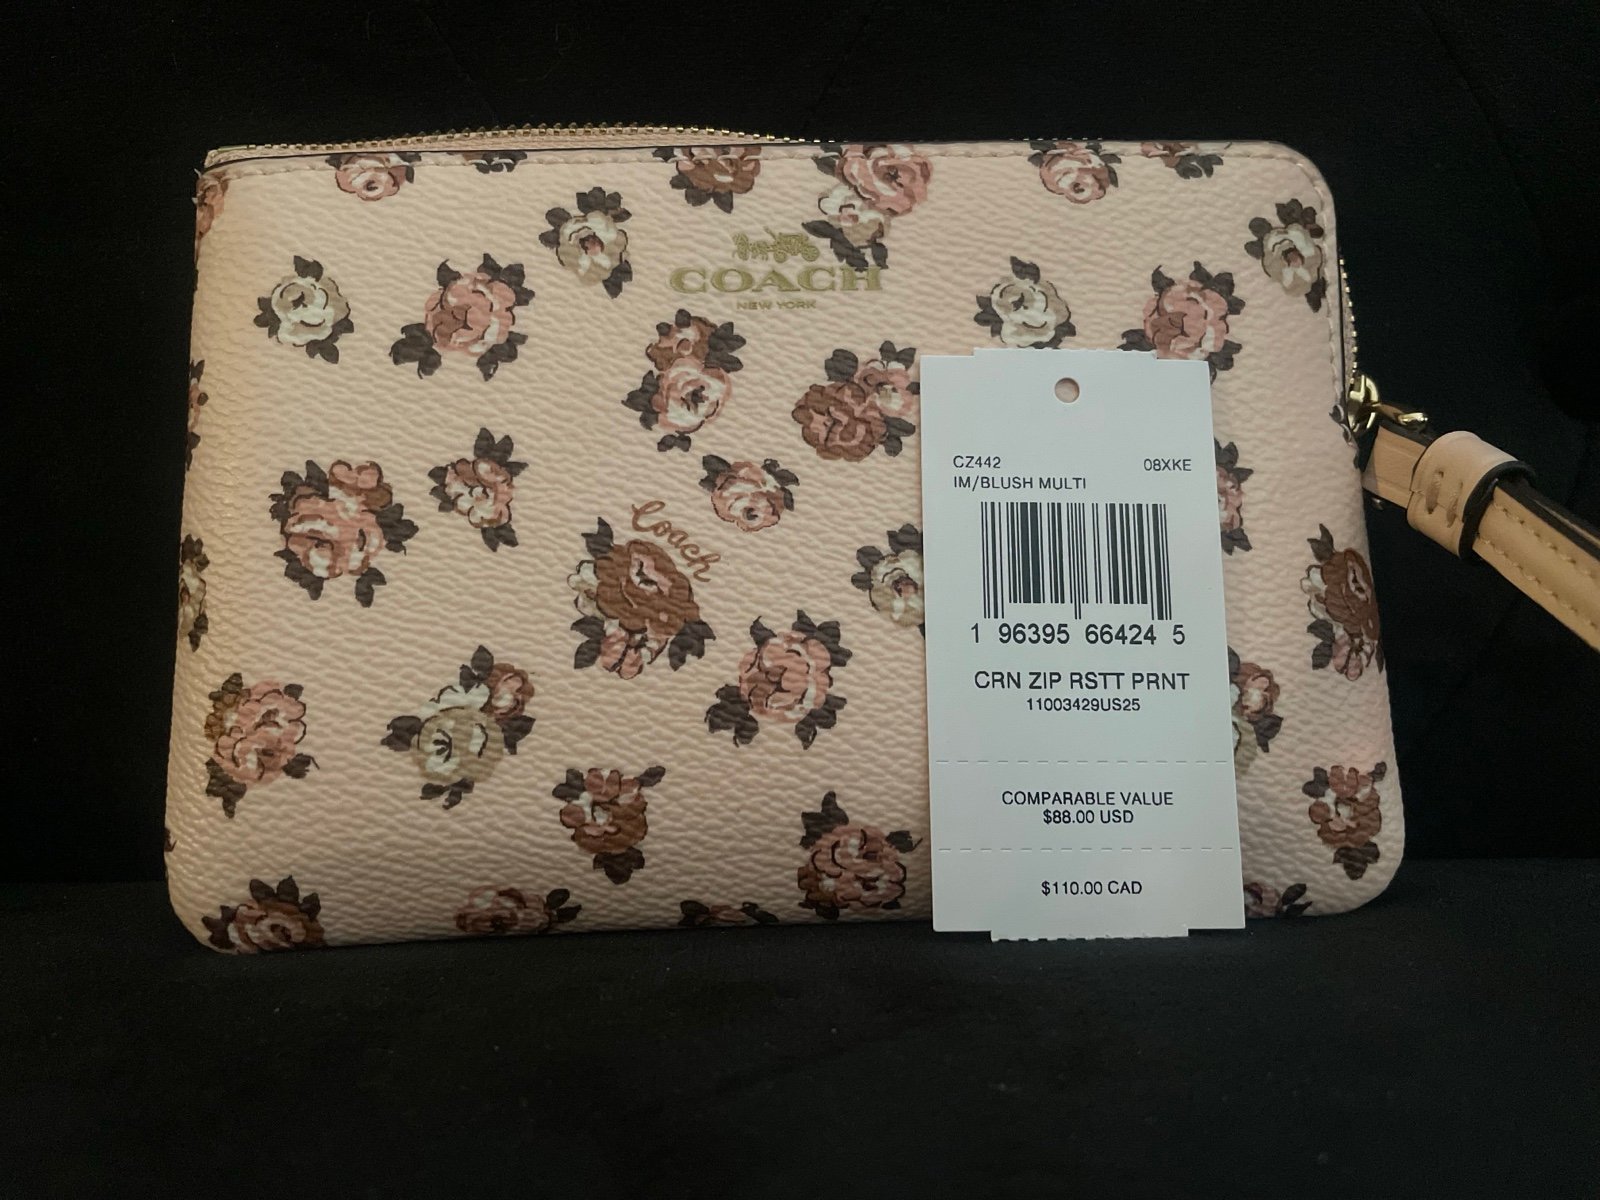 COACH
NEW YORK
Coach
CZ442 08XKE
IM/BLUSH MULTI
1 96395 66424 5
CRN ZIP RSTT PRNT
11003429US25
COMPARABLE VALUE
$88.00 USD
$110.00 CAD